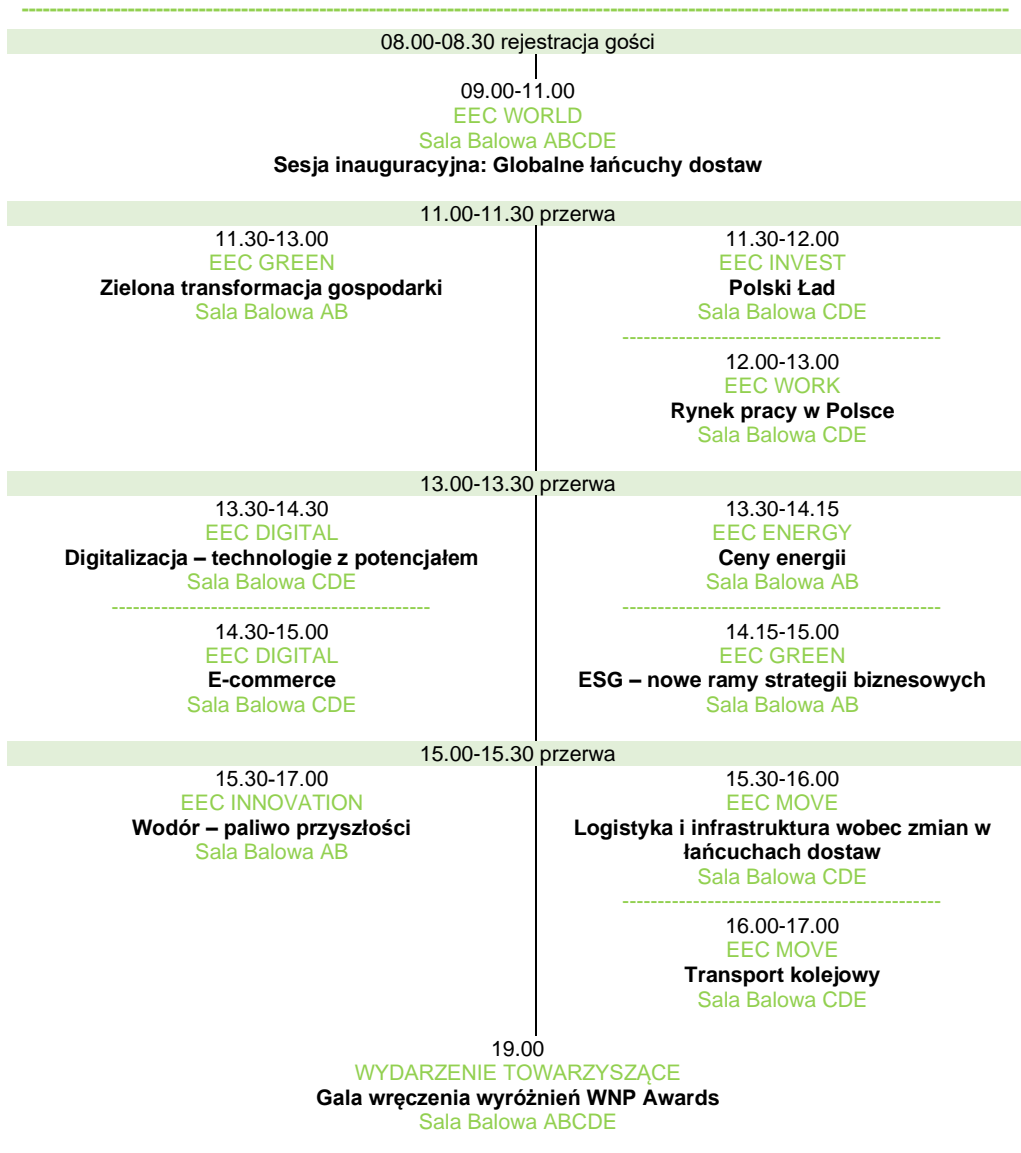 08.00-08.30 rejestracja gości
09.00-11.00
EEC WORLD
Sala Balowa ABCDE
Sesja inauguracyjna: Globalne łańcuchy dostaw
11.00-11.30 przerwa
11.30-13.00
EEC GREEN
Zielona transformacja gospodarki
Sala Balowa AB
11.30-12.00
EEC INVEST
Polski Ład
Sala Balowa CDE
12.00-13.00
EEC WORK
Rynek pracy w Polsce
Sala Balowa CDE
13.00-13.30 przerwa
13.30-14.30
EEC DIGITAL
Digitalizacja – technologie z potencjałem
Sala Balowa CDE
14.30-15.00
EEC DIGITAL
E-commerce
Sala Balowa CDE
13.30-14.15
EEC ENERGY
Ceny energii
Sala Balowa AB
14.15-15.00
EEC GREEN
ESG – nowe ramy strategii biznesowych
Sala Balowa AB
15.00-15.30 przerwa
15.30-17.00
EEC INNOVATION
Wodór – paliwo przyszłości
Sala Balowa AB
15.30-16.00
EEC MOVE
Logistyka i infrastruktura wobec zmian w
łańcuchach dostaw
Sala Balowa CDE
16.00-17.00
EEC MOVE
Transport kolejowy
Sala Balowa CDE
19.00
WYDARZENIE TOWARZYSZĄCE
Gala wręczenia wyróżnień WNP Awards
Sala Balowa ABCDE